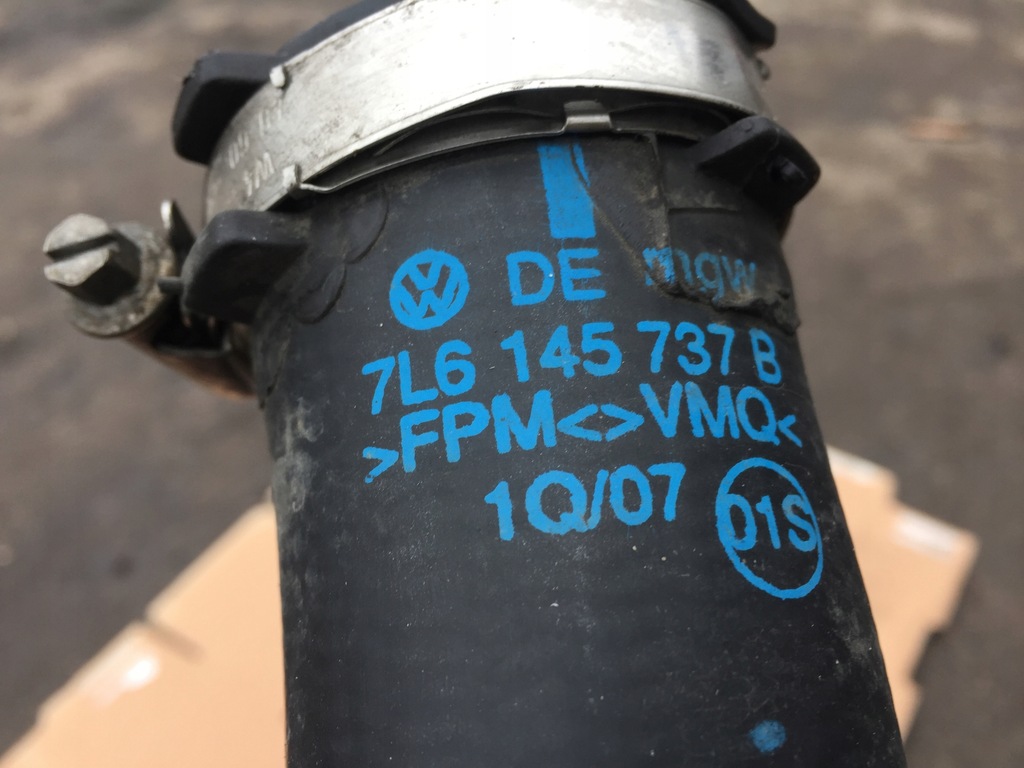 DE mgw
7L6 145 737 B
>FPM<>VMQ<
1Q/07 01S